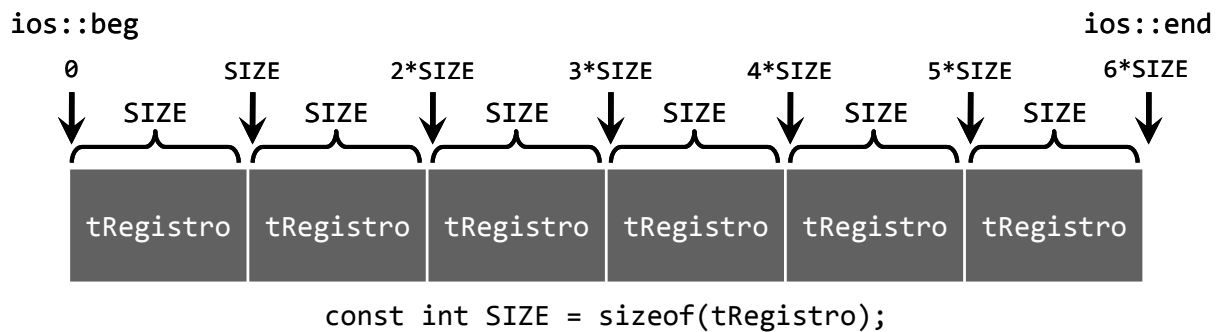 ios::beg ios::end
0 SIZE 2*SIZE 3*SIZE 4*SIZE 5*SIZE 6*SIZE
SIZE SIZE SIZE SIZE SIZE SIZE
tRegistro tRegistro tRegistro tRegistro tRegistro tRegistro
const int SIZE = sizeof(tRegistro);